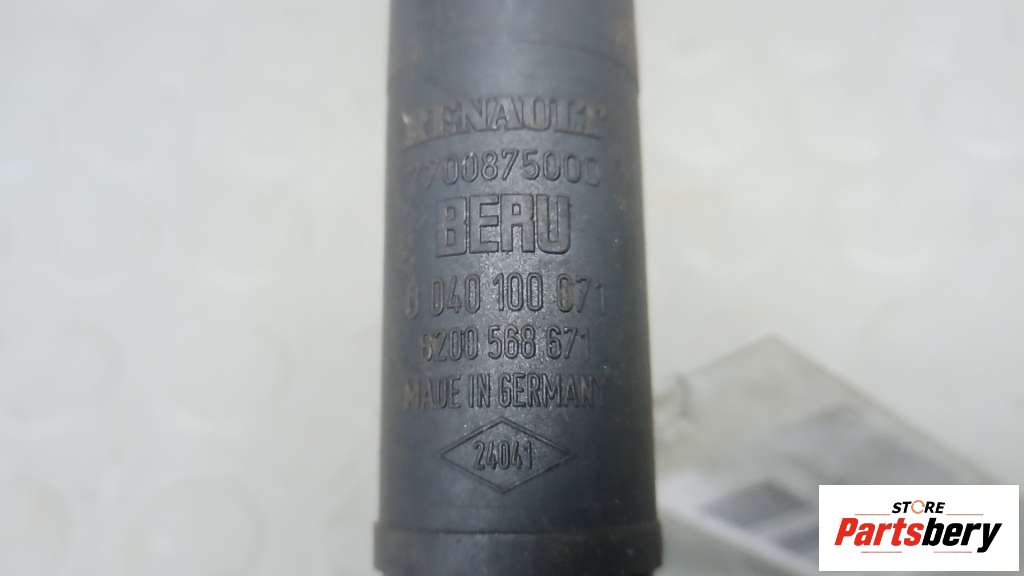 RENAULT
7700875000
BERU
0 040 100 071
8200 568 671
MADE IN GERMANY
24041
STORE
Partsbery